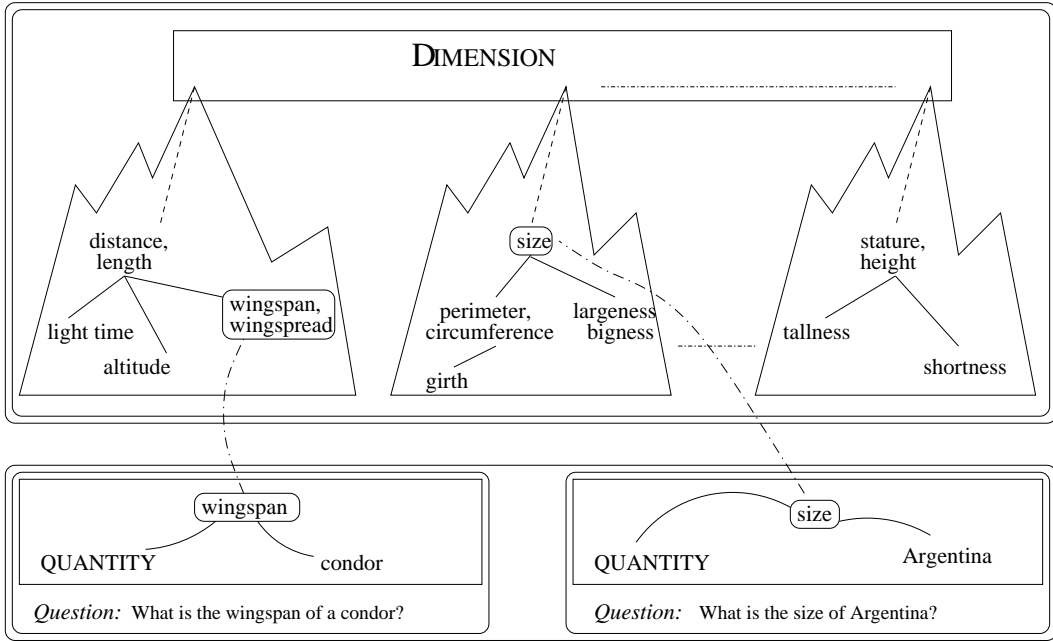 DIMENSION
distance,
length
light time
altitude
wingspan,
wingspread
size
perimeter,
circumference
girth
largeness
bigness
stature,
height
tallness
shortness
wingspan
QUANTITY
condor
Question: What is the wingspan of a condor?
size
QUANTITY
Argentina
Question: What is the size of Argentina?